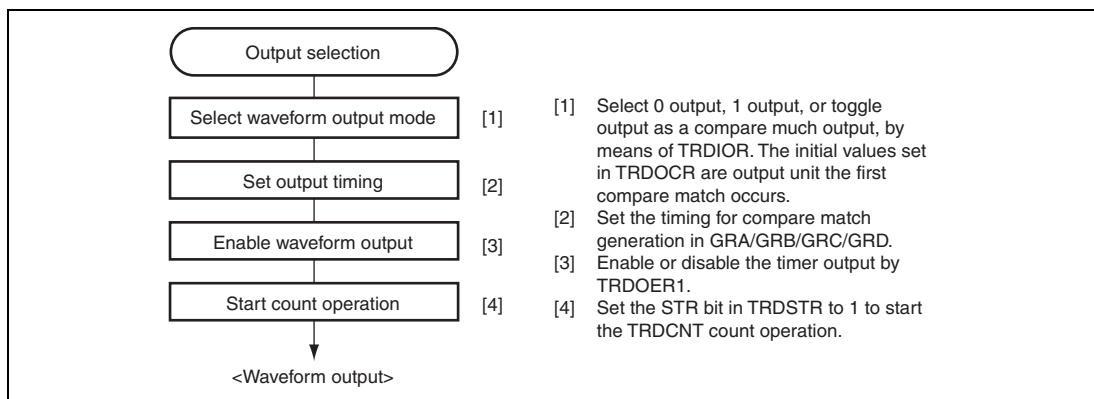 Output selection
Select waveform output mode
[1]
Set output timing
[2]
Enable waveform output
[3]
Start count operation
[4]
<Waveform output>
[1] Select 0 output, 1 output, or toggle
output as a compare much output, by
means of TRDIOR. The initial values set
in TRDOCR are output unit the first
compare match occurs.
[2] Set the timing for compare match
generation in GRA/GRB/GRC/GRD.
[3] Enable or disable the timer output by
TRDOER1.
[4] Set the STR bit in TRDSTR to 1 to start
the TRDCNT count operation.